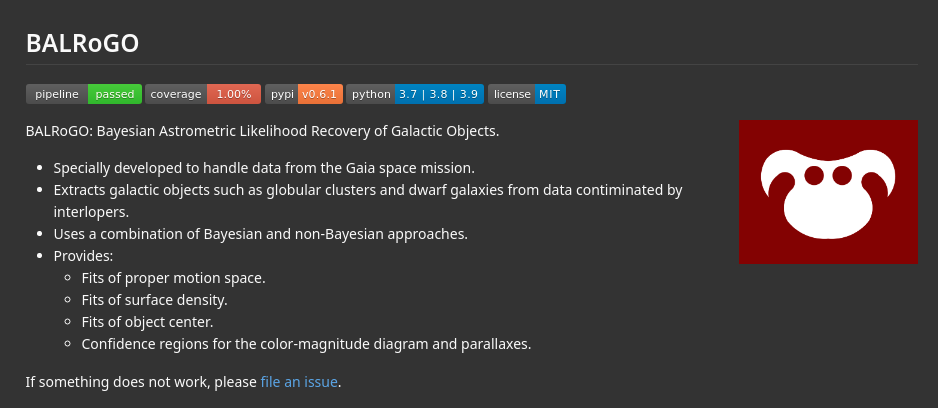 BALRoGO
pipeline passed coverage 1.00% pypi v0.6.1 python 3.7 | 3.8 | 3.9 license MIT
BALRoGO: Bayesian Astrometric Likelihood Recovery of Galactic Objects.
• Specially developed to handle data from the Gaia space mission.
• Extracts galactic objects such as globular clusters and dwarf galaxies from data contiminated by
interlopers.
• Uses a combination of Bayesian and non-Bayesian approaches.
• Provides:
◦ Fits of proper motion space.
◦ Fits of surface density.
◦ Fits of object center.
◦ Confidence regions for the color-magnitude diagram and parallaxes.
If something does not work, please file an issue.